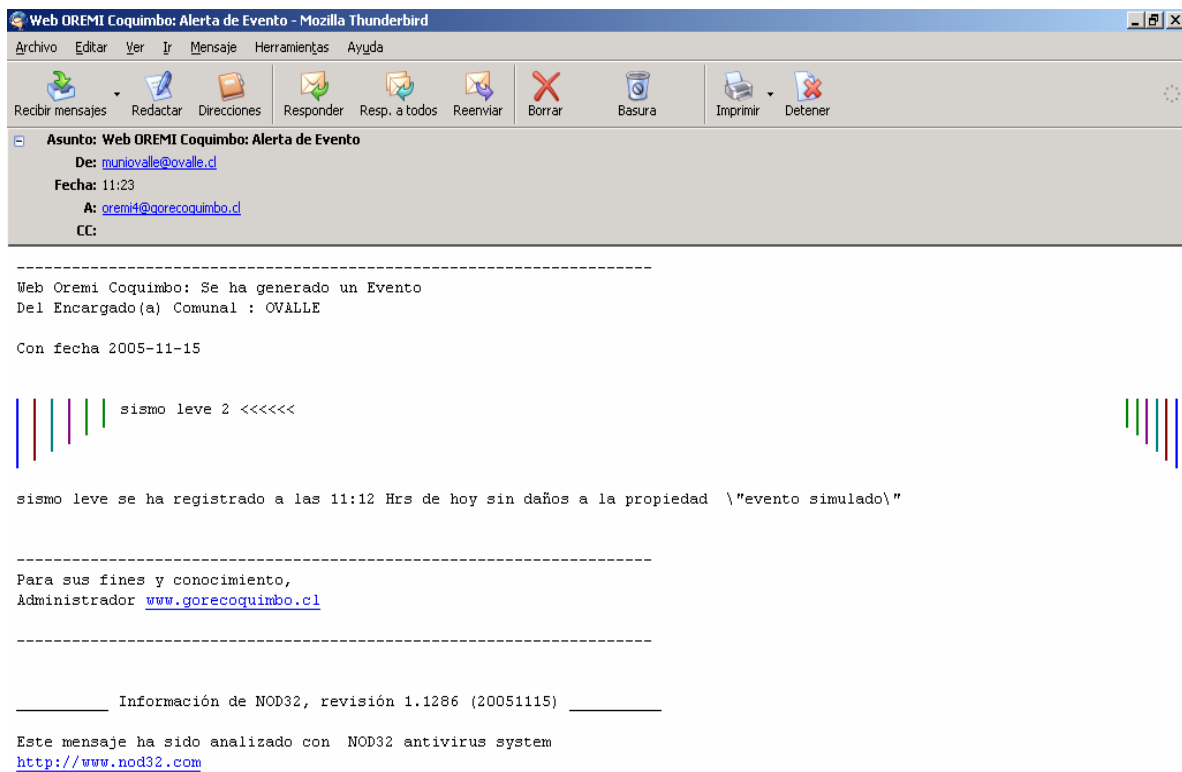 Web OREMI Coquimbo: Alerta de Evento - Mozilla Thunderbird
Archivo Editar Ver Ir Mensaje Herramientas Ayuda
Recibir mensajes Redactar Direcciones Responder Resp. a todos Reenviar Borrar Basura Imprimir Detener
Asunto: Web OREMI Coquimbo: Alerta de Evento
De: muniovalle@ovalle.cl
Fecha: 11:23
A: oremi4@gorecoquimbo.cl
CC:
--------------------------------------------------------------------
Web Oremi Coquimbo: Se ha generado un Evento
Del Encargado(a) Comunal : OVALLE
Con fecha 2005-11-15
sismo leve 2 <<<<<<
sismo leve se ha registrado a las 11:12 Hrs de hoy sin daños a la propiedad \"evento simulado\"
--------------------------------------------------------------------
Para sus fines y conocimiento,
Administrador www.gorecoquimbo.cl
--------------------------------------------------------------------
__________ Información de NOD32, revisión 1.1286 (20051115) __________
Este mensaje ha sido analizado con NOD32 antivirus system
http://www.nod32.com